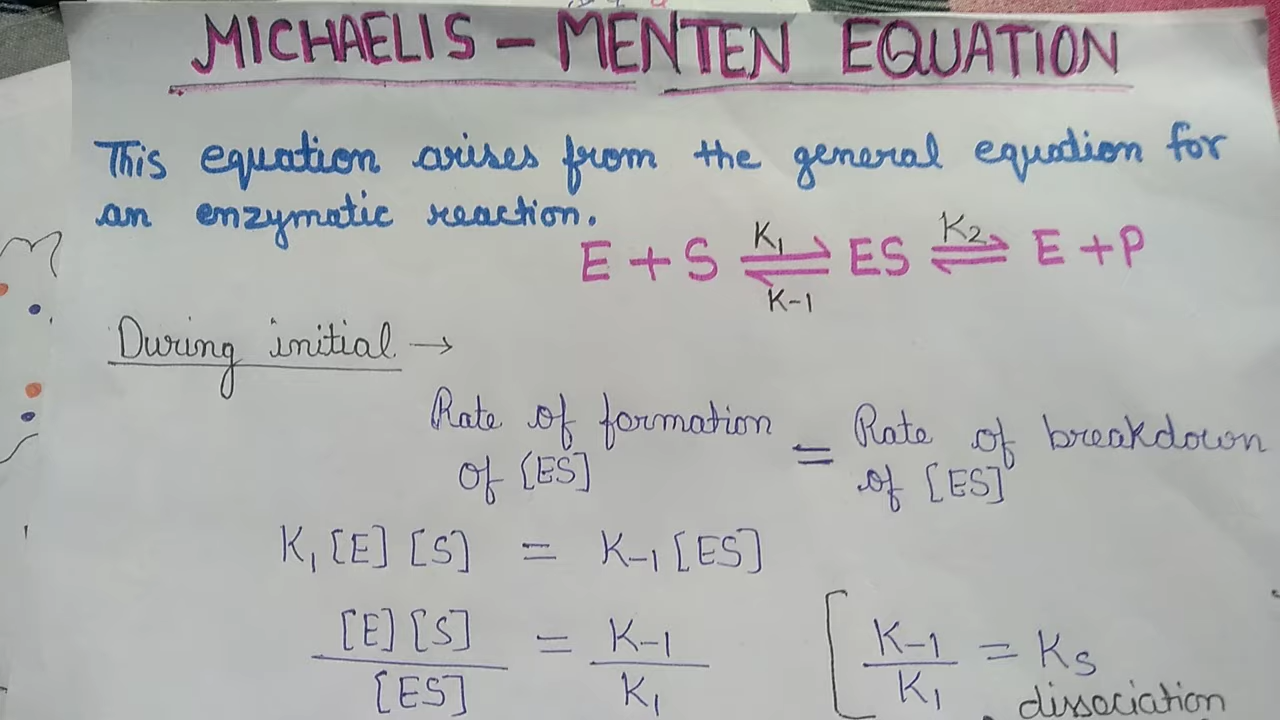 MICHAELIS - MENTEN EQUATION
This equation arises from the general equation for
an enzymatic reaction.
E + S ⇌ ES ⇌ E + P
K₁ K₂
K-1
During initial →
Rate of formation of [ES] = Rate of breakdown of [ES]
K₁ [E] [S] = K-1 [ES]
[E] [S] / [ES] = K-1 / K₁ [ K-1 / K₁ = Ks
dissociation